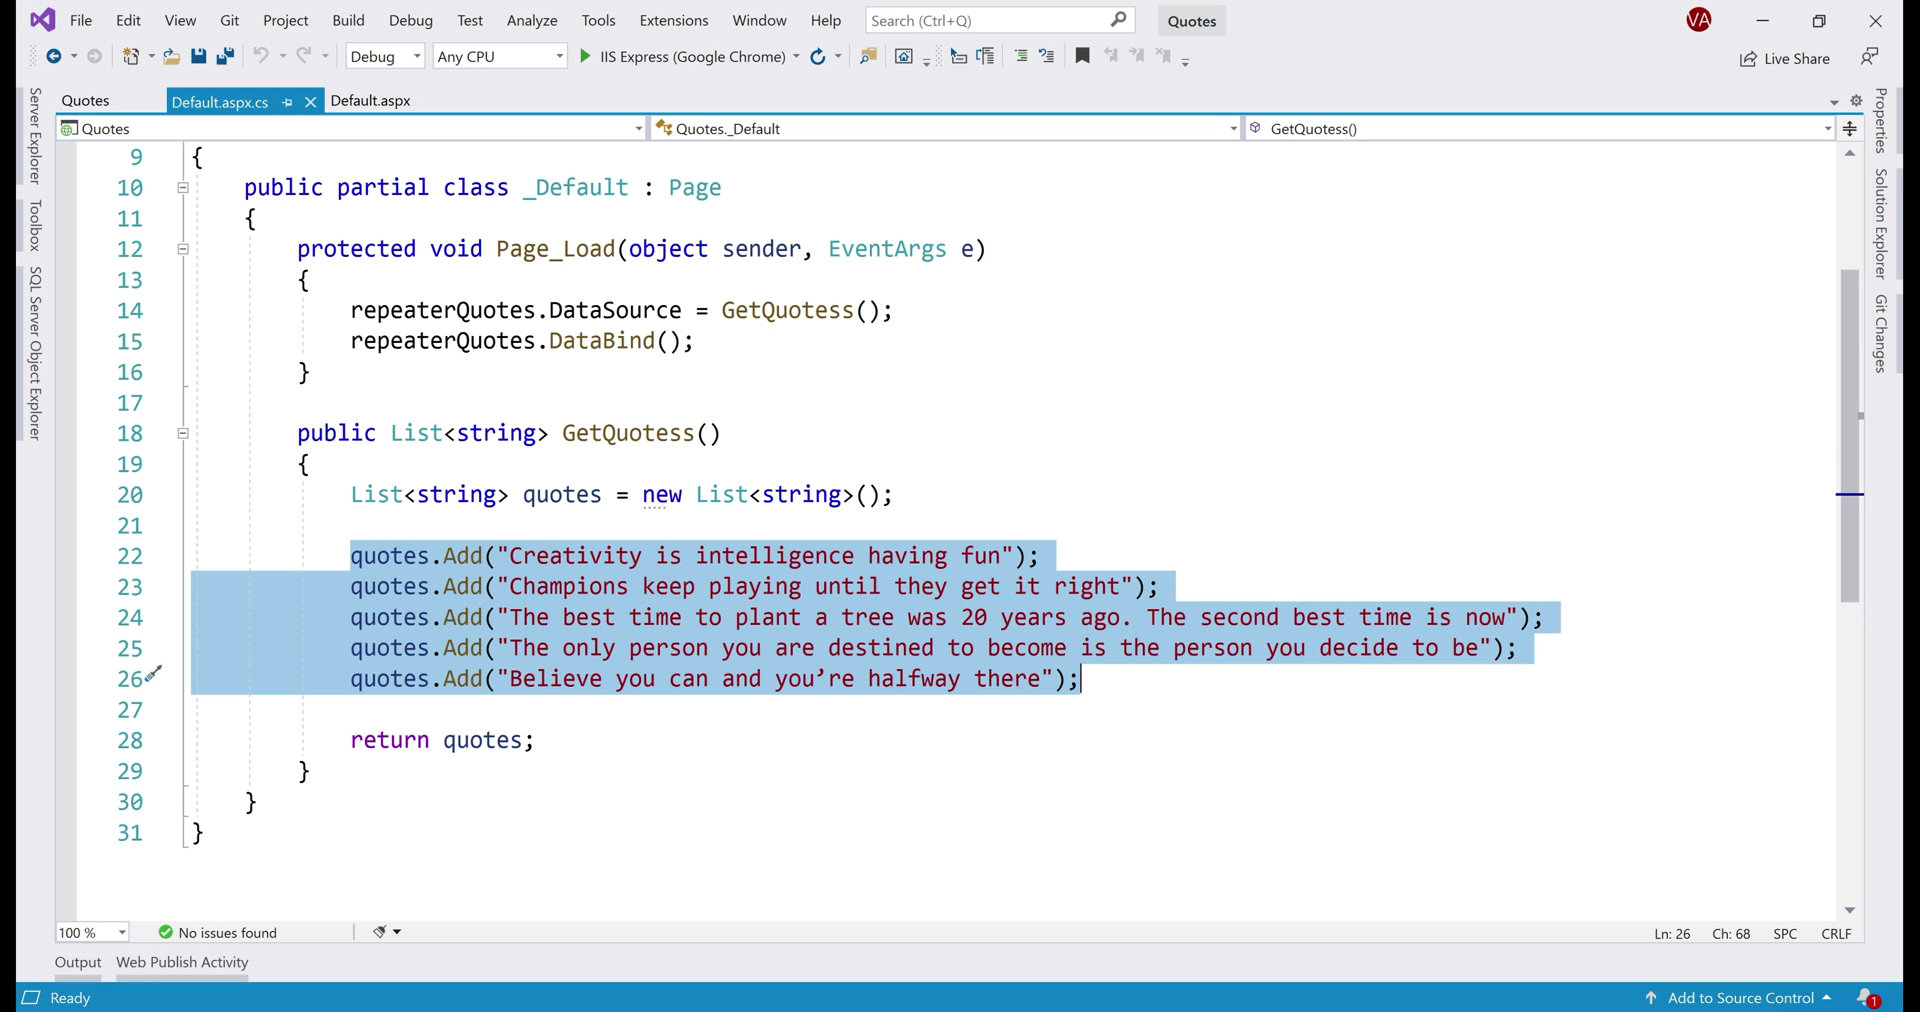 File Edit View Git Project Build Debug Test Analyze Tools Extensions Window Help Search (Ctrl+Q) Quotes VA
Debug Any CPU IIS Express (Google Chrome) Live Share
Quotes Default.aspx.cs Default.aspx
Quotes Quotes._Default GetQuotess()
Server Explorer
Toolbox
SQL Server Object Explorer
9 {
10 public partial class _Default : Page
11 {
12 protected void Page_Load(object sender, EventArgs e)
13 {
14 repeaterQuotes.DataSource = GetQuotess();
15 repeaterQuotes.DataBind();
16 }
17
18 public List<string> GetQuotess()
19 {
20 List<string> quotes = new List<string>();
21
22 quotes.Add("Creativity is intelligence having fun");
23 quotes.Add("Champions keep playing until they get it right");
24 quotes.Add("The best time to plant a tree was 20 years ago. The second best time is now");
25 quotes.Add("The only person you are destined to become is the person you decide to be");
26 quotes.Add("Believe you can and you’re halfway there");
27
28 return quotes;
29 }
30 }
31 }
Properties
Solution Explorer
Git Changes
100 % No issues found Ln: 26 Ch: 68 SPC CRLF
Output Web Publish Activity
Ready Add to Source Control 1